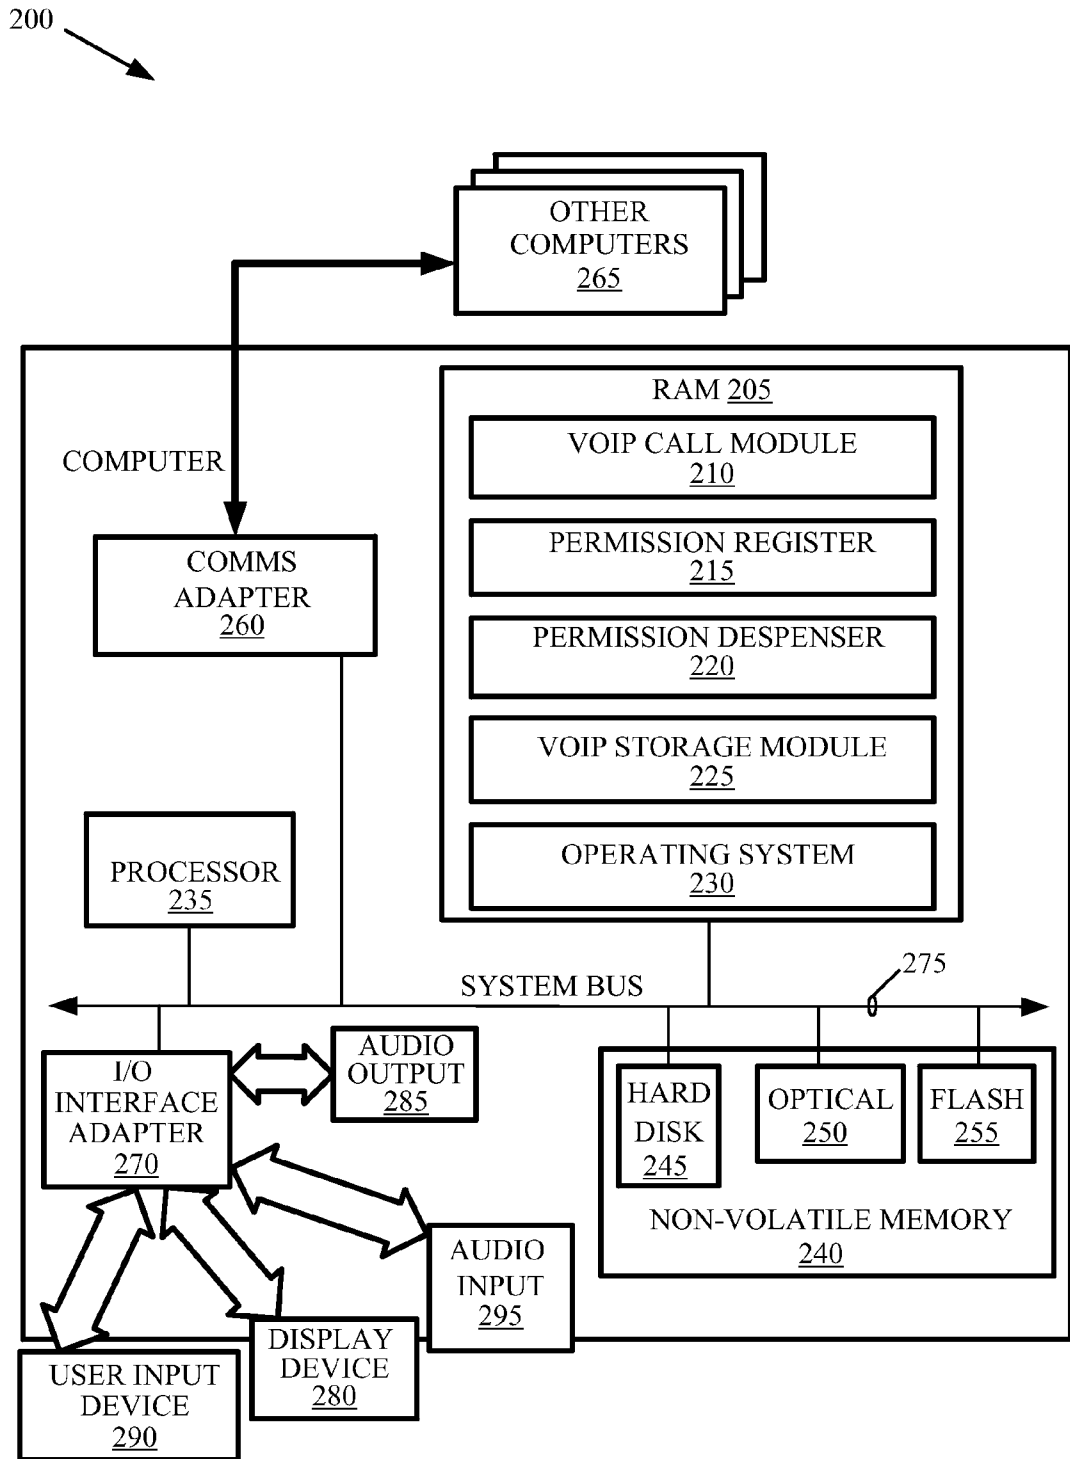 200
OTHER
COMPUTERS
265
RAM 205
VOIP CALL MODULE
210
COMPUTER
PERMISSION REGISTER
215
COMMS
ADAPTER
260
PERMISSION DESPENSER
220
VOIP STORAGE MODULE
225
PROCESSOR
235
OPERATING SYSTEM
230
SYSTEM BUS
275
I/O
INTERFACE
ADAPTER
270
AUDIO
OUTPUT
285
HARD
DISK
245
OPTICAL
250
FLASH
255
NON-VOLATILE MEMORY
240
AUDIO
INPUT
295
DISPLAY
DEVICE
280
USER INPUT
DEVICE
290